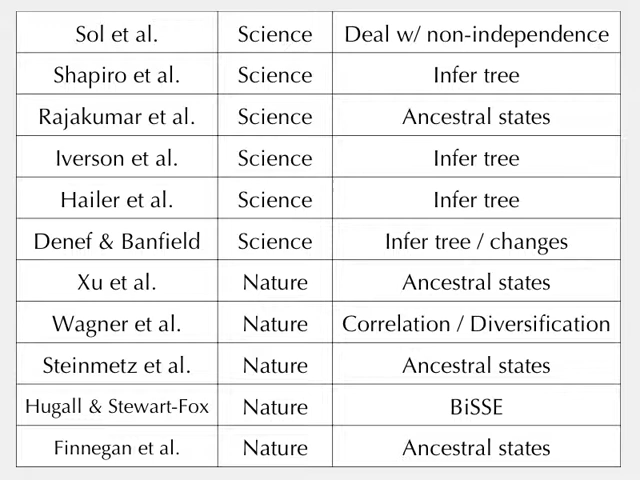 Sol et al. Science Deal w/ non-independence
Shapiro et al. Science Infer tree
Rajakumar et al. Science Ancestral states
Iverson et al. Science Infer tree
Hailer et al. Science Infer tree
Denef & Banfield Science Infer tree / changes
Xu et al. Nature Ancestral states
Wagner et al. Nature Correlation / Diversification
Steinmetz et al. Nature Ancestral states
Hugall & Stewart-Fox Nature BiSSE
Finnegan et al. Nature Ancestral states